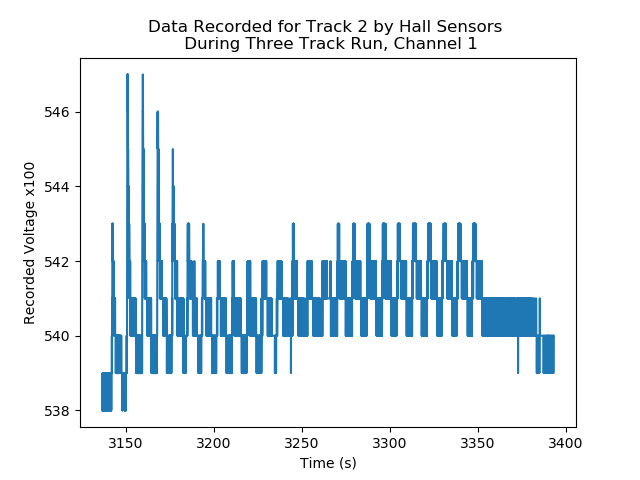 Data Recorded for Track 2 by Hall Sensors
During Three Track Run, Channel 1
546
544
542
540
538
Recorded Voltage x100
3150 3200 3250 3300 3350 3400
Time (s)